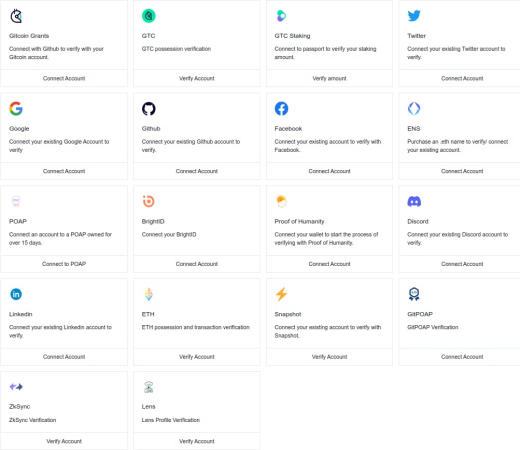 Gitcoin Grants
Connect with Github to verify with your
Gitcoin account.
Connect Account
GTC
GTC possession verification
Verify Account
GTC Staking
Connect to passport to verify your staking
amount.
Verify amount
Twitter
Connect your existing Twitter account to
verify.
Connect Account
Google
Connect your existing Google Account to
verify
Connect Account
Github
Connect your existing Github account to
verify.
Connect Account
Facebook
Connect your existing account to verify with
Facebook.
Connect Account
ENS
Purchase an .eth name to verify/ connect
your existing account.
Connect Account
POAP
Connect an account to a POAP owned for
over 15 days.
Connect to POAP
BrightID
Connect your BrightID
Connect Account
Proof of Humanity
Connect your wallet to start the process of
verifying with Proof of Humanity.
Connect Account
Discord
Connect your existing Discord account to
verify.
Connect Account
Linkedin
Connect your existing Linkedin account to
verify.
Connect Account
ETH
ETH possession and transaction verification
Verify Account
Snapshot
Connect your existing account to verify with
Snapshot.
Verify Account
GitPOAP
GitPOAP Verification
Connect Account
ZkSync
ZkSync Verification
Verify Account
Lens
Lens Profile Verification
Verify Account